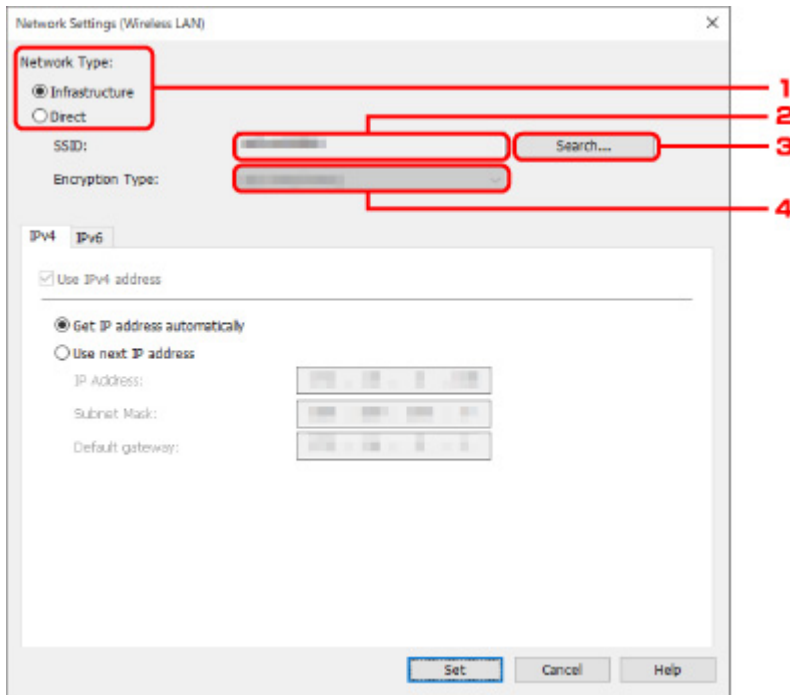 Network Settings (Wireless LAN)
Network Type:
Infrastructure
1
Direct
2
SSID:
Search...
3
Encryption Type:
4
IPv4 IPv6
Use IPv4 address
Get IP address automatically
Use next IP address
IP Address:
Subnet Mask:
Default gateway:
Set Cancel Help